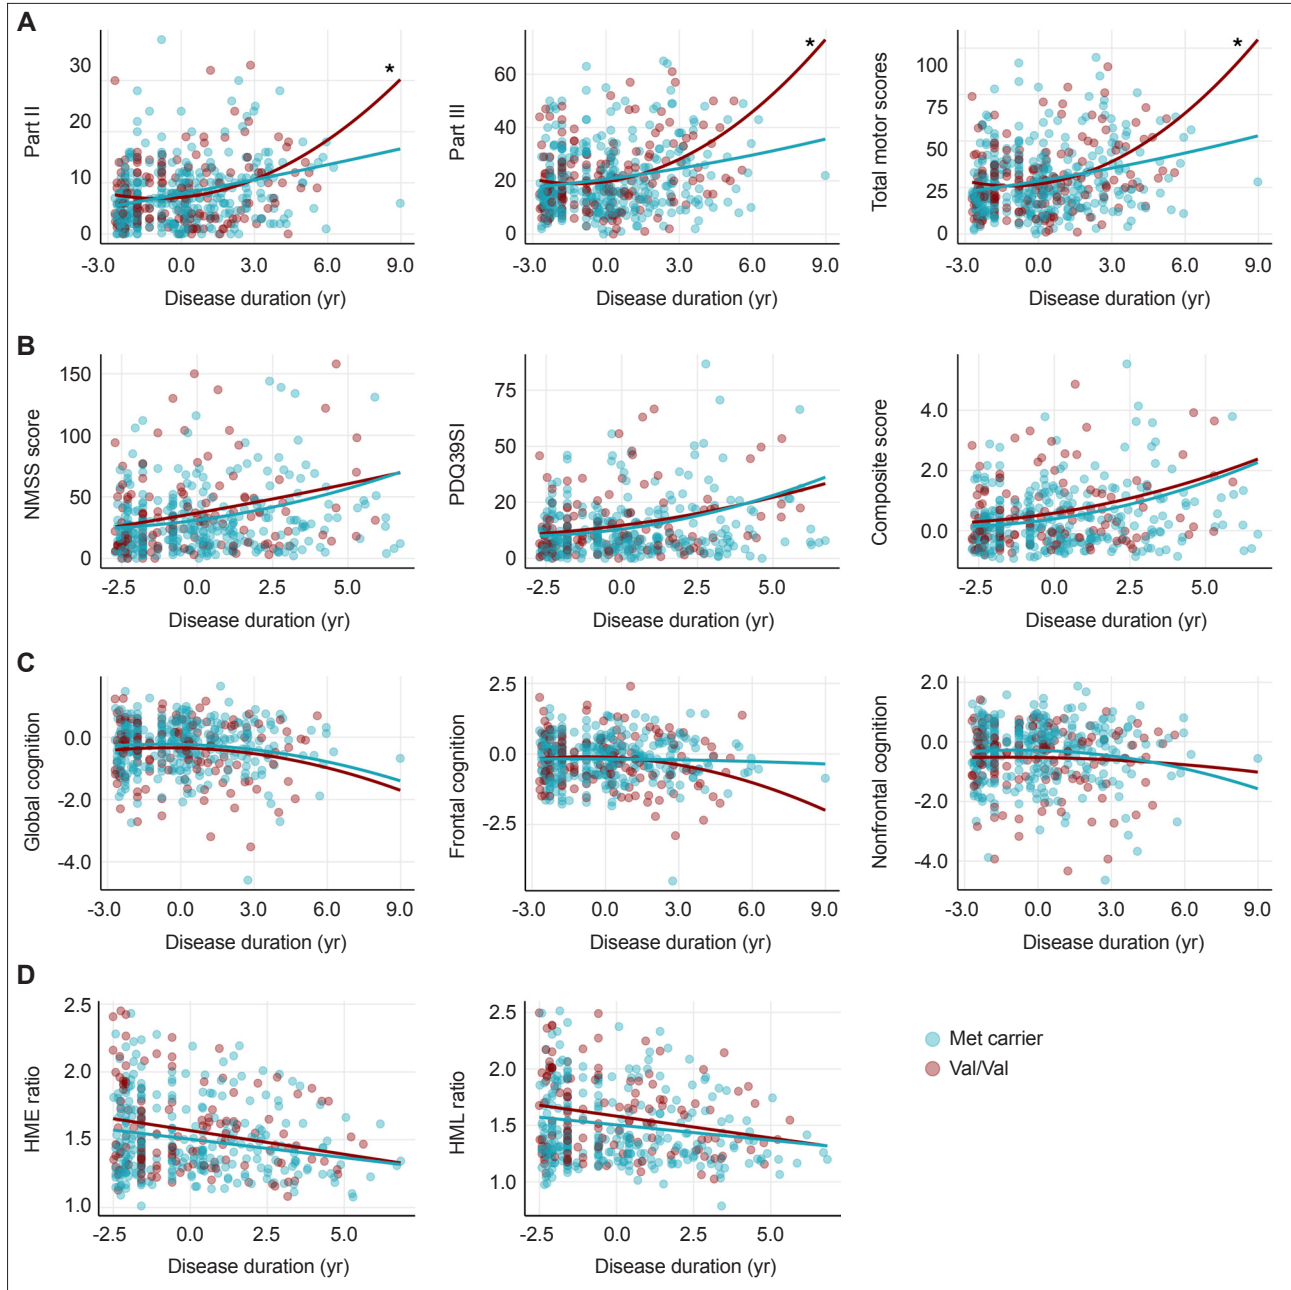 A
Part II
30
20
10
0
*
-3.0 0.0 3.0 6.0 9.0
Disease duration (yr)
Part III
60
40
20
0
*
-3.0 0.0 3.0 6.0 9.0
Disease duration (yr)
Total motor scores
100
75
50
25
0
*
-3.0 0.0 3.0 6.0 9.0
Disease duration (yr)
B
NMSS score
150
100
50
0
-2.5 0.0 2.5 5.0
Disease duration (yr)
PDQ39SI
75
50
20
0
-2.5 0.0 2.5 5.0
Disease duration (yr)
Composite score
4.0
2.0
0.0
-2.5 0.0 2.5 5.0
Disease duration (yr)
C
Global cognition
0.0
-2.0
-4.0
-3.0 0.0 3.0 6.0 9.0
Disease duration (yr)
Frontal cognition
2.5
0.0
-2.5
-3.0 0.0 3.0 6.0 9.0
Disease duration (yr)
Nonfrontal cognition
2.0
0.0
-2.0
-4.0
-3.0 0.0 3.0 6.0 9.0
Disease duration (yr)
D
HME ratio
2.5
2.0
1.5
1.0
-2.5 0.0 2.5 5.0
Disease duration (yr)
HML ratio
2.5
2.0
1.5
1.0
-2.5 0.0 2.5 5.0
Disease duration (yr)
Met carrier
Val/Val